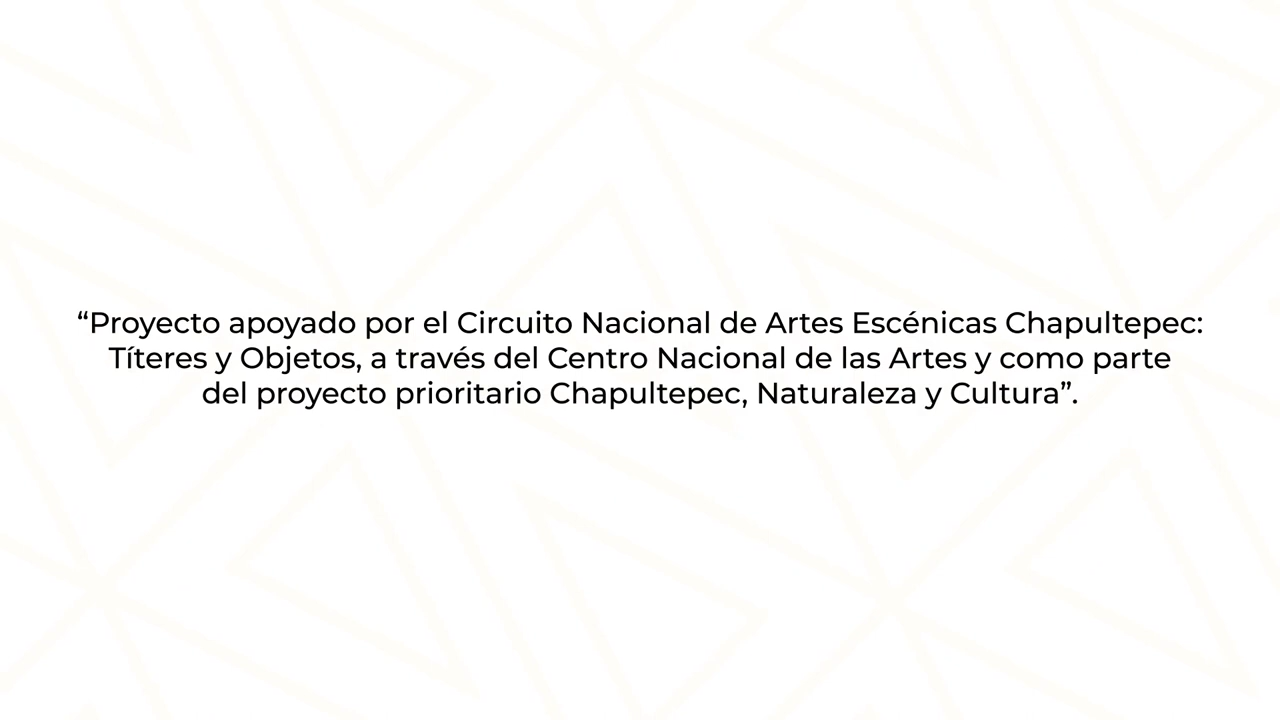 “Proyecto apoyado por el Circuito Nacional de Artes Escénicas Chapultepec:
Títeres y Objetos, a través del Centro Nacional de las Artes y como parte
del proyecto prioritario Chapultepec, Naturaleza y Cultura”.